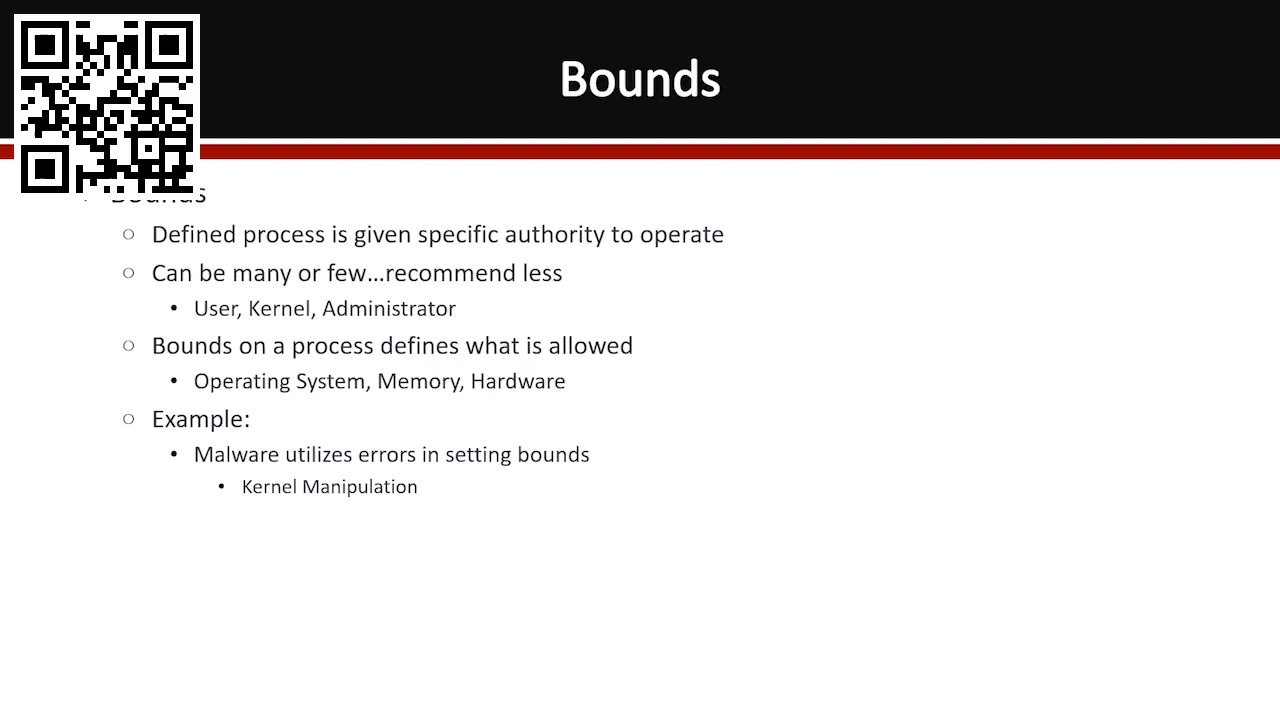 Bounds
Bounds
○ Defined process is given specific authority to operate
○ Can be many or few...recommend less
• User, Kernel, Administrator
○ Bounds on a process defines what is allowed
• Operating System, Memory, Hardware
○ Example:
• Malware utilizes errors in setting bounds
• Kernel Manipulation